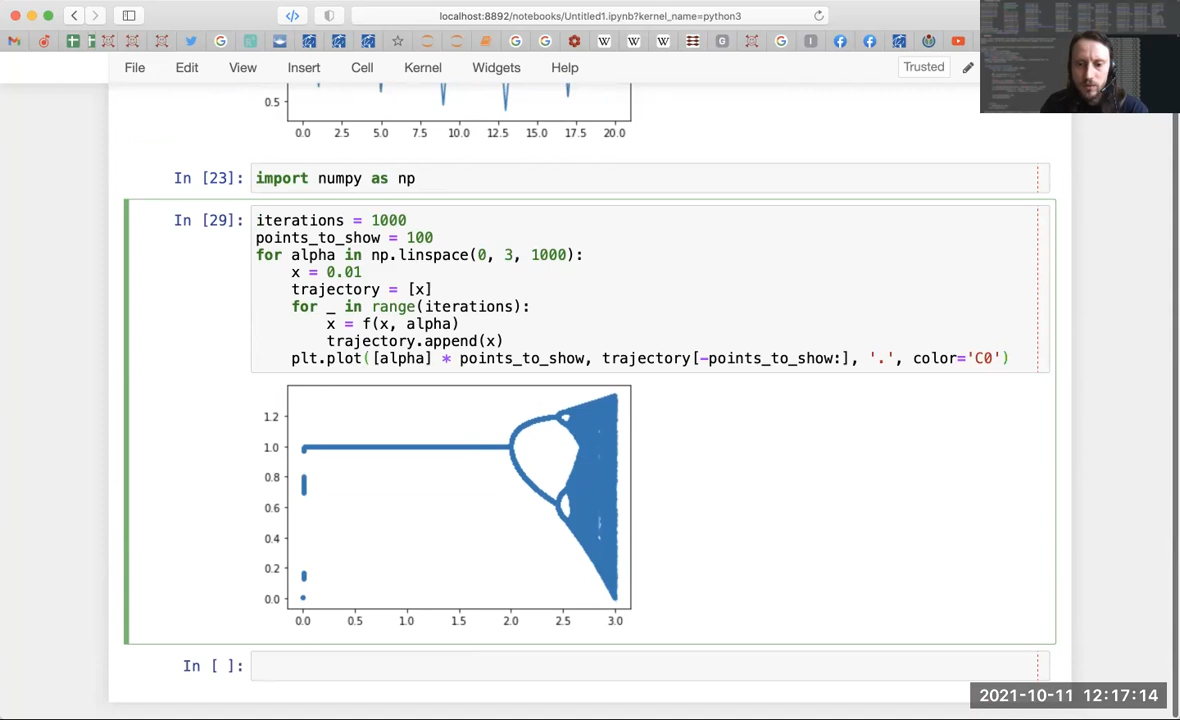 localhost:8892/notebooks/Untitled1.ipynb?kernel_name=python3
File Edit View Insert Cell Kernel Widgets Help Trusted
0.5
0.0 2.5 5.0 7.5 10.0 12.5 15.0 17.5 20.0
In [23]: import numpy as np
In [29]: iterations = 1000
points_to_show = 100
for alpha in np.linspace(0, 3, 1000):
x = 0.01
trajectory = [x]
for _ in range(iterations):
x = f(x, alpha)
trajectory.append(x)
plt.plot([alpha] * points_to_show, trajectory[-points_to_show:], '.', color='C0')
1.2
1.0
0.8
0.6
0.4
0.2
0.0
0.0 0.5 1.0 1.5 2.0 2.5 3.0
In [ ]:
2021-10-11 12:17:14